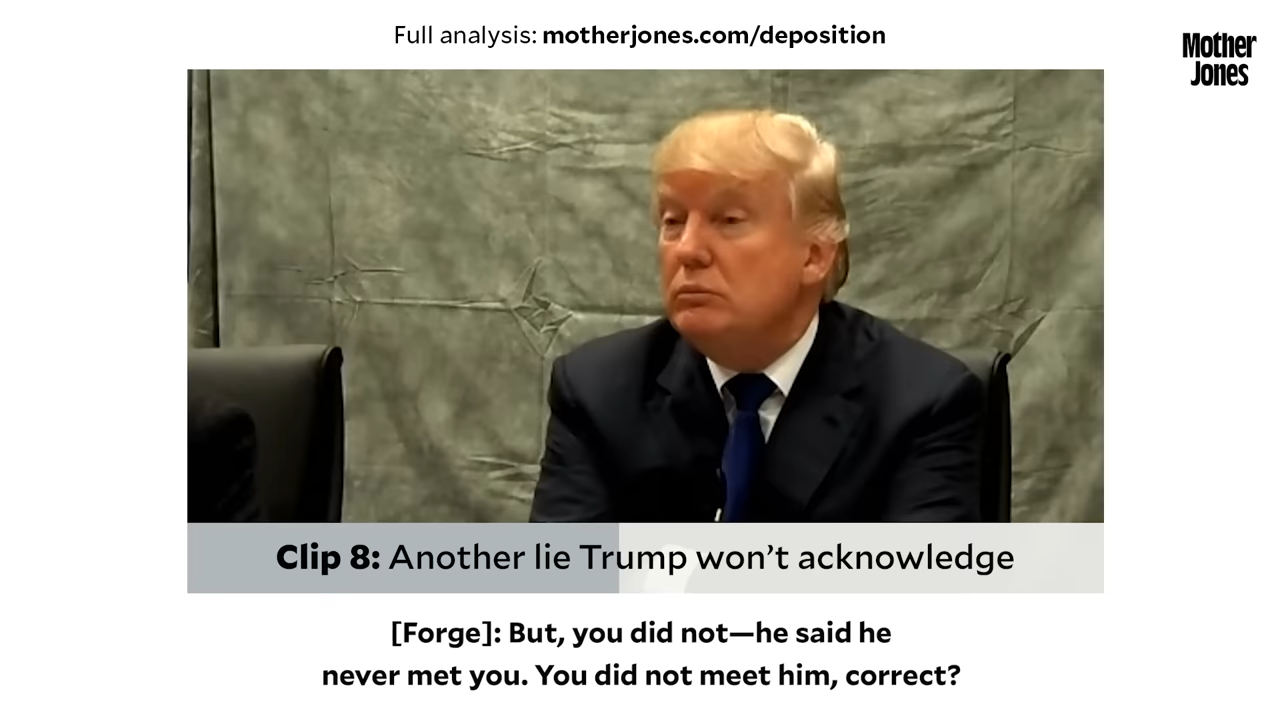 Full analysis: motherjones.com/deposition
Mother
Jones
Clip 8: Another lie Trump won’t acknowledge
[Forge]: But, you did not—he said he
never met you. You did not meet him, correct?